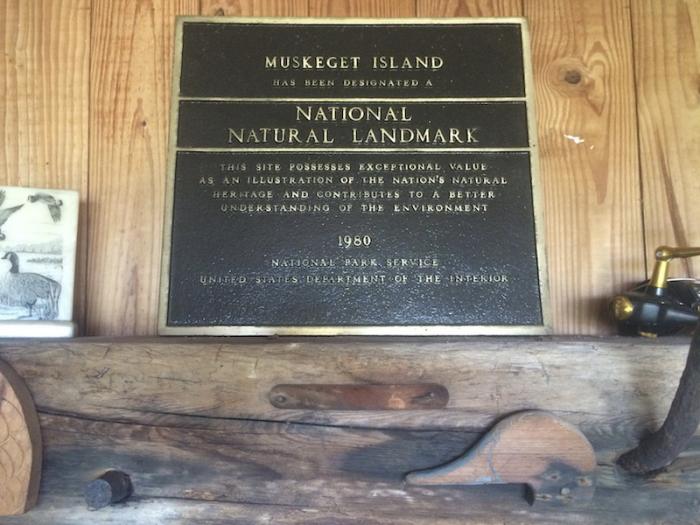 MUSKEGET ISLAND
HAS BEEN DESIGNATED A
NATIONAL
NATURAL LANDMARK
THIS SITE POSSESSES EXCEPTIONAL VALUE
AS AN ILLUSTRATION OF THE NATION'S NATURAL
HERITAGE AND CONTRIBUTES TO A BETTER
UNDERSTANDING OF THE ENVIRONMENT
1980
NATIONAL PARK SERVICE
UNITED STATES DEPARTMENT OF THE INTERIOR